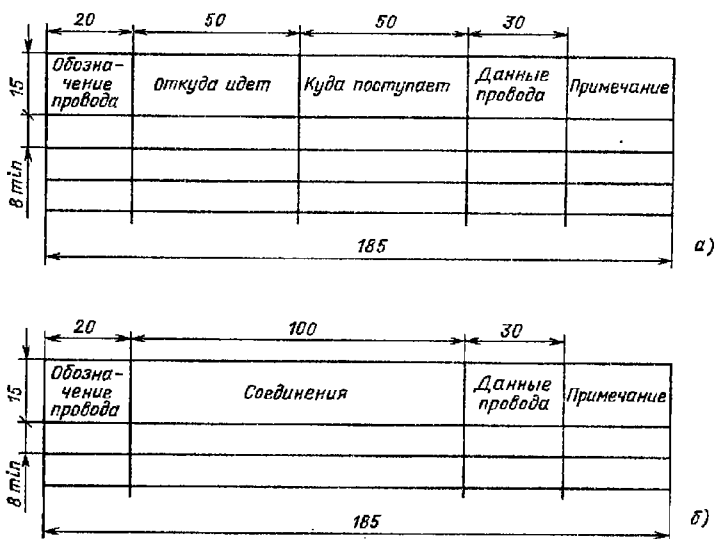 20 50 50 30
15
Обозна-
чение
провода
Откуда идет
Куда поступает
Данные
провода
Примечание
8 min
185
а)
20 100 30
15
Обозна-
чение
провода
Соединения
Данные
провода
Примечание
8 min
185
б)